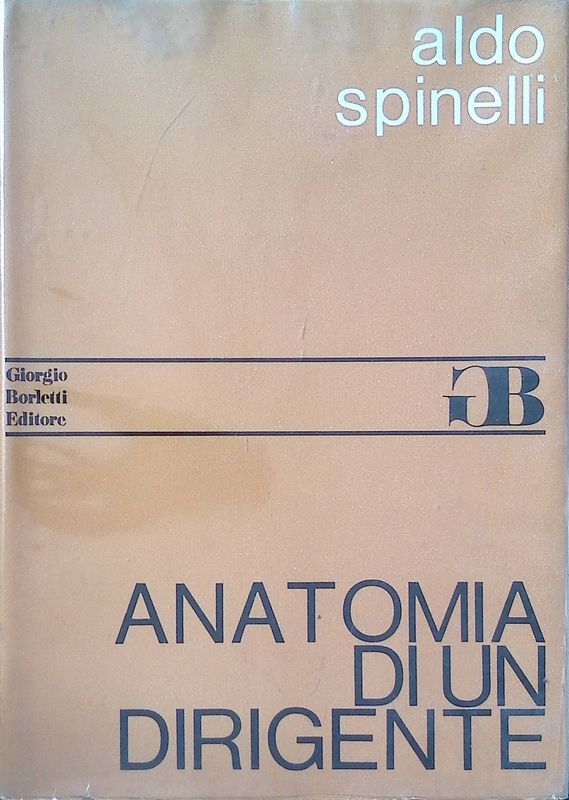 aldo
spinelli
Giorgio
Borletti
Editore
GB
ANATOMIA
DI UN
DIRIGENTE